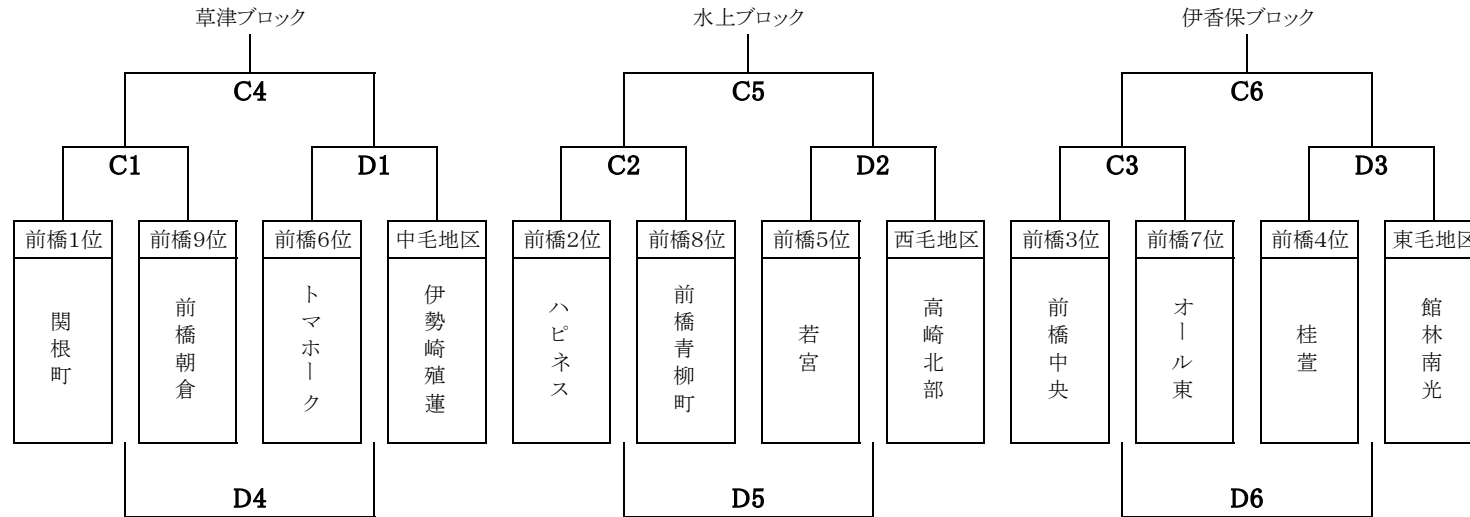 草津ブロック
水上ブロック
伊香保ブロック
C4
C5
C6
C1
D1
C2
D2
C3
D3
前橋1位
前橋9位
前橋6位
中毛地区
前橋2位
前橋8位
前橋5位
西毛地区
前橋3位
前橋7位
前橋4位
東毛地区
関根町
前橋朝倉
トマホーク
伊勢崎殖蓮
ハピネス
前橋青柳町
若宮
高崎北部
前橋中央
オール東
桂萱
館林南光
D4
D5
D6